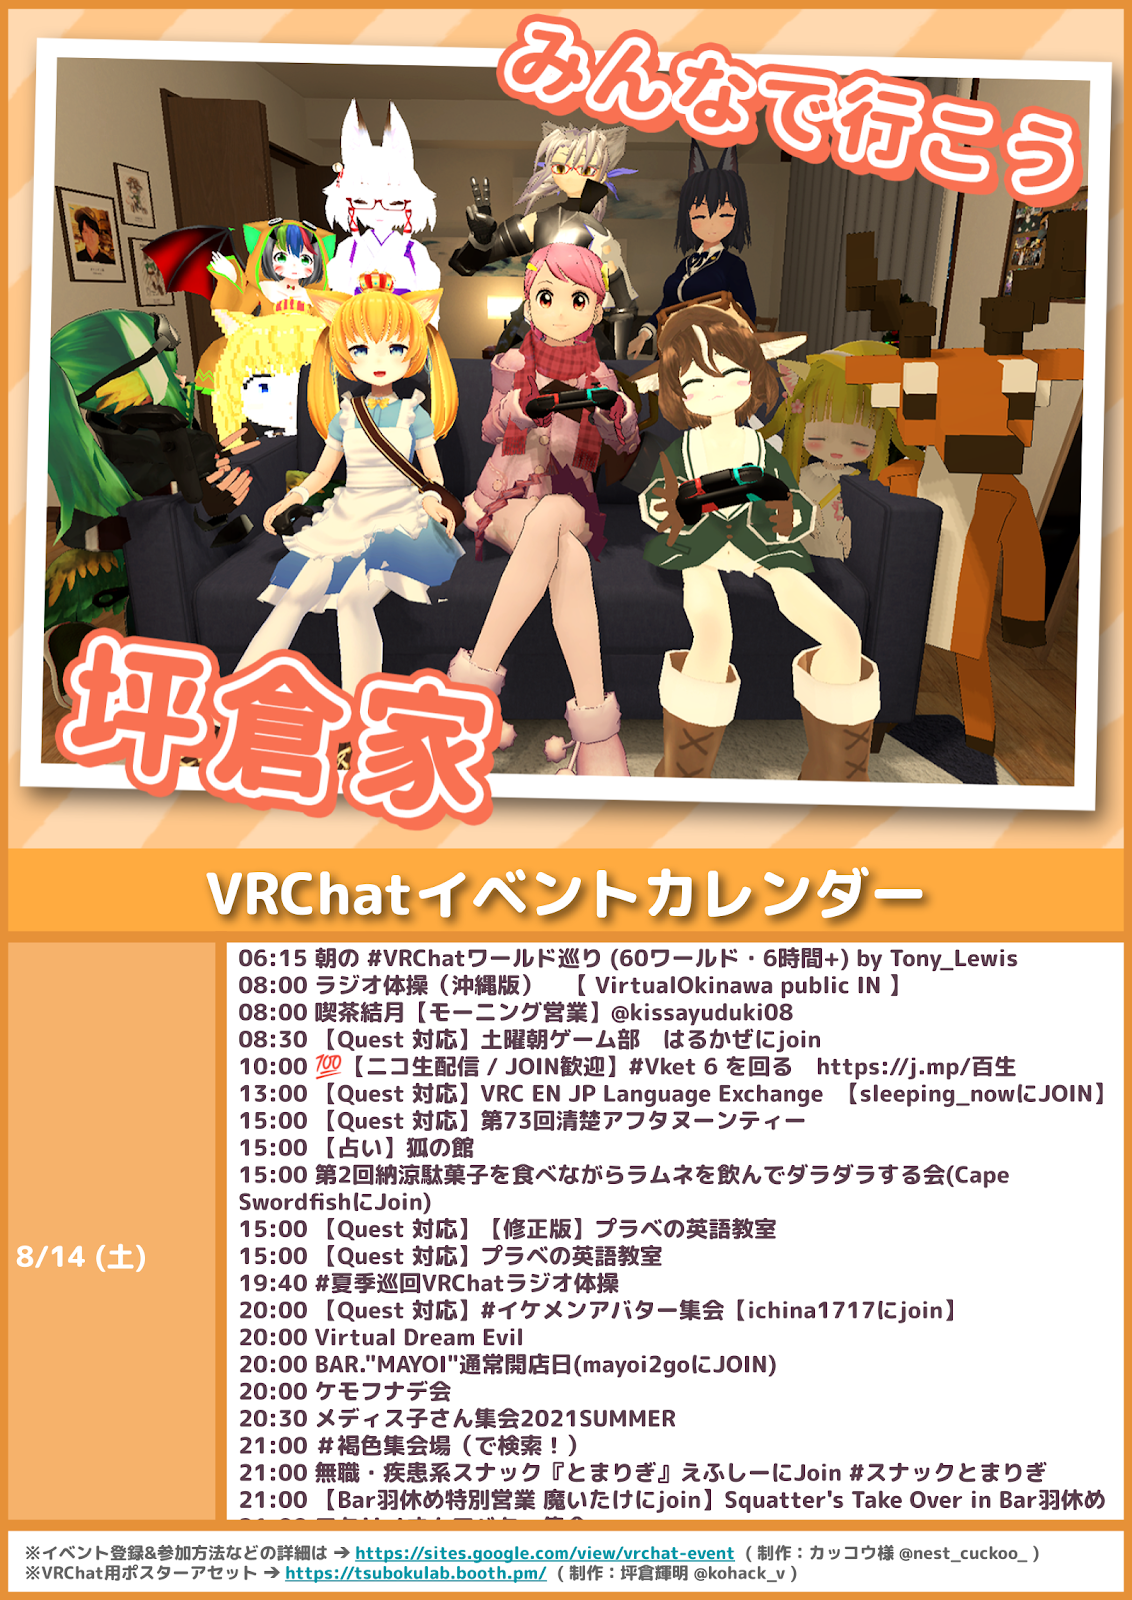 みんなで行こう
坪倉家
VRChatイベントカレンダー
8/14 (土)
06:15 朝の #VRChatワールド巡り (60ワールド・6時間+) by Tony_Lewis
08:00 ラジオ体操（沖縄版）　【 VirtualOkinawa public IN 】
08:00 喫茶結月【モーニング営業】@kissayuduki08
08:30 【Quest 対応】土曜朝ゲーム部　はるかぜにjoin
10:00 💯【ニコ生配信 / JOIN歓迎】#Vket 6 を回る　https://j.mp/百生
13:00 【Quest 対応】VRC EN JP Language Exchange 【sleeping_nowにJOIN】
15:00 【Quest 対応】第73回清楚アフタヌーンティー
15:00 【占い】狐の館
15:00 第2回納涼駄菓子を食べながらラムネを飲んでダラダラする会(Cape
SwordfishにJoin)
15:00 【Quest 対応】【修正版】プラベの英語教室
15:00 【Quest 対応】プラベの英語教室
19:40 #夏季巡回VRChatラジオ体操
20:00 【Quest 対応】#イケメンアバター集会【ichina1717にjoin】
20:00 Virtual Dream Evil
20:00 BAR."MAYOI"通常開店日(mayoi2goにJOIN)
20:00 ケモフナデ会
20:30 メディス子さん集会2021SUMMER
21:00 ＃褐色集会場（で検索！）
21:00 無職・疾患系スナック『とまりぎ』えふしーにJoin #スナックとまりぎ
21:00 【Bar羽休め特別営業 魔いたけにjoin】Squatter's Take Over in Bar羽休め
※イベント登録&参加方法などの詳細は ➔ https://sites.google.com/view/vrchat-event （ 制作：カッコウ様 @nest_cuckoo_ ）
※VRChat用ポスターアセット ➔ https://tsubokulab.booth.pm/ （ 制作：坪倉輝明 @kohack_v ）